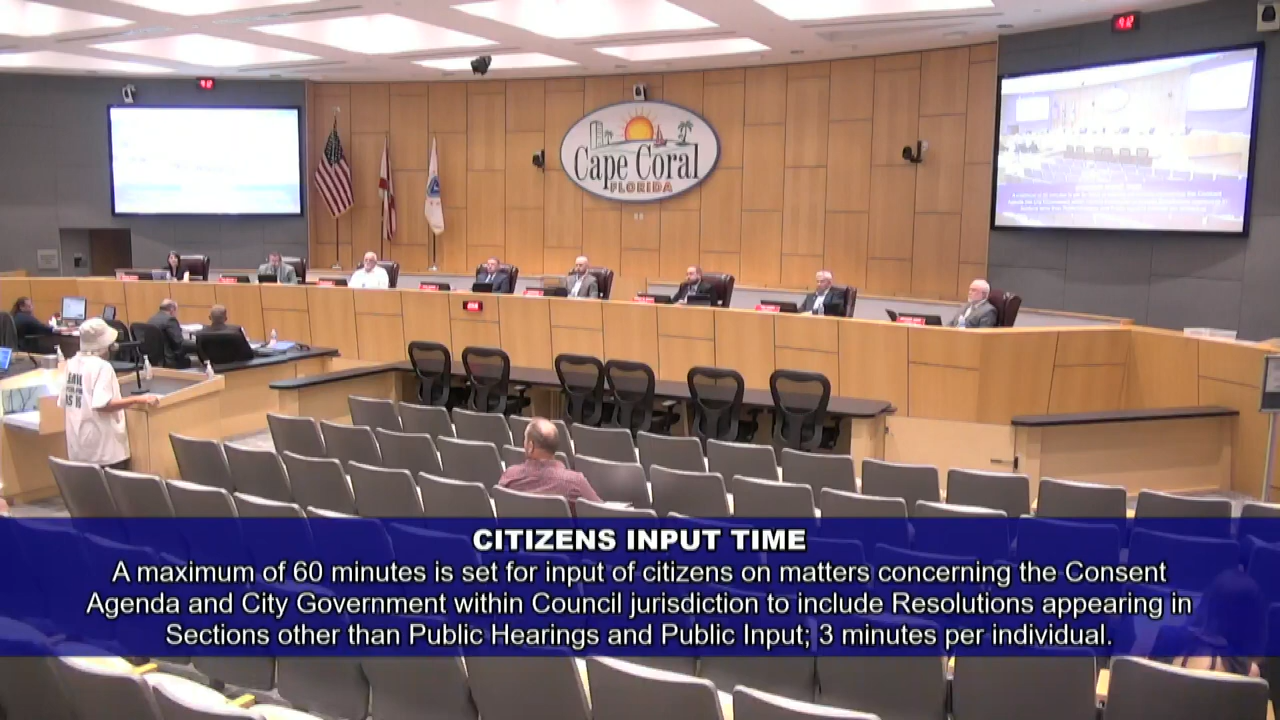 Cape Coral
FLORIDA
CITIZENS INPUT TIME
A maximum of 60 minutes is set for input of citizens on matters concerning the Consent
Agenda and City Government within Council jurisdiction to include Resolutions appearing in
Sections other than Public Hearings and Public Input; 3 minutes per individual.